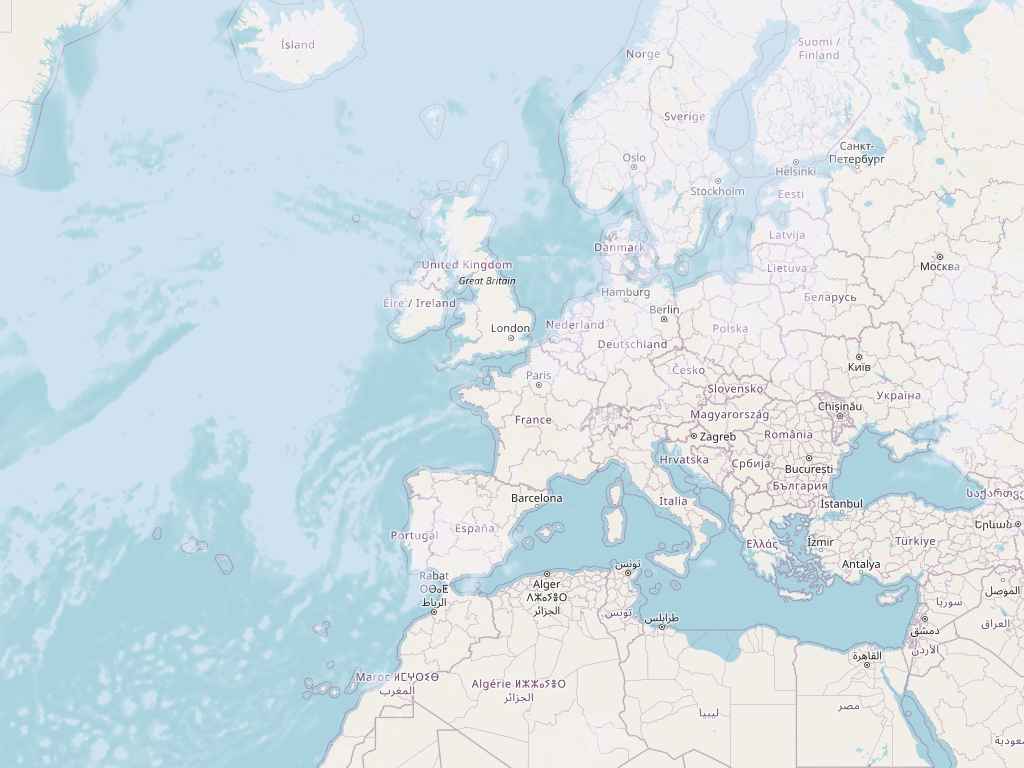 Ísland
Norge
Suomi /
Finland
Sverige
Санкт-
Петербург
Oslo
Helsinki
Stockholm
Eesti
Latvija
Danmark
United Kingdom
Lietuva
Москва
Great Britain
Hamburg
Беларусь
Éire / Ireland
Berlin
London
Nederland
Polska
Deutschland
Київ
Česko
Paris
Slovensko
Україна
Chișinău
France
Magyarország
Zagreb
România
Hrvatska
Србија
București
България
Barcelona
Italia
İstanbul
Portugal
España
Ελλάς
İzmir
Türkiye
Երևան
Antalya
تونس
Rabat
ⵔⴱⴰⵟ
الرباط
Alger
ⴷⵣⴰⵢⴻⵔ
الجزائر
تونس
طرابلس
سوريا
الموصل
دمشق
العراق
الأردن
القاهرة
Maroc ⵍⵎⵖⵔⵉⴱ
المغرب
Algérie ⵍⵣⵣⴰⵢⴻⵔ
الجزائر
ليبيا
مصر